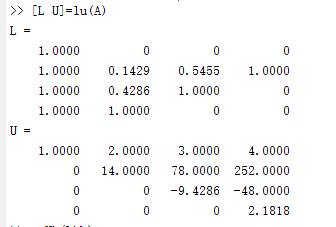 >> [L U]=lu(A)
L =
1.0000 0 0 0
1.0000 0.1429 0.5455 1.0000
1.0000 0.4286 1.0000 0
1.0000 1.0000 0 0
U =
1.0000 2.0000 3.0000 4.0000
0 14.0000 78.0000 252.0000
0 0 -9.4286 -48.0000
0 0 0 2.1818